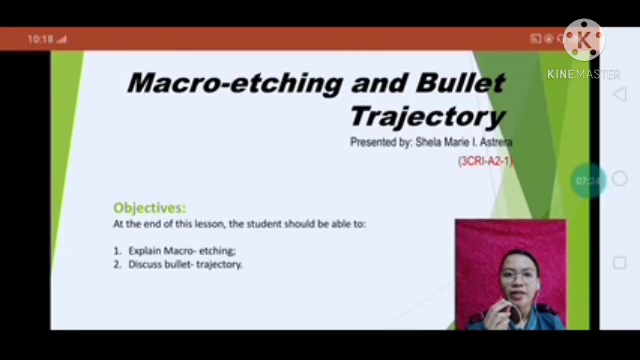 10:18
KINEMASTER
Macro-etching and Bullet
Trajectory
Presented by: Shela Marie I. Astrera
(3CRI-A2-1)
07:24
Objectives:
At the end of this lesson, the student should be able to:
1. Explain Macro- etching;
2. Discuss bullet- trajectory.